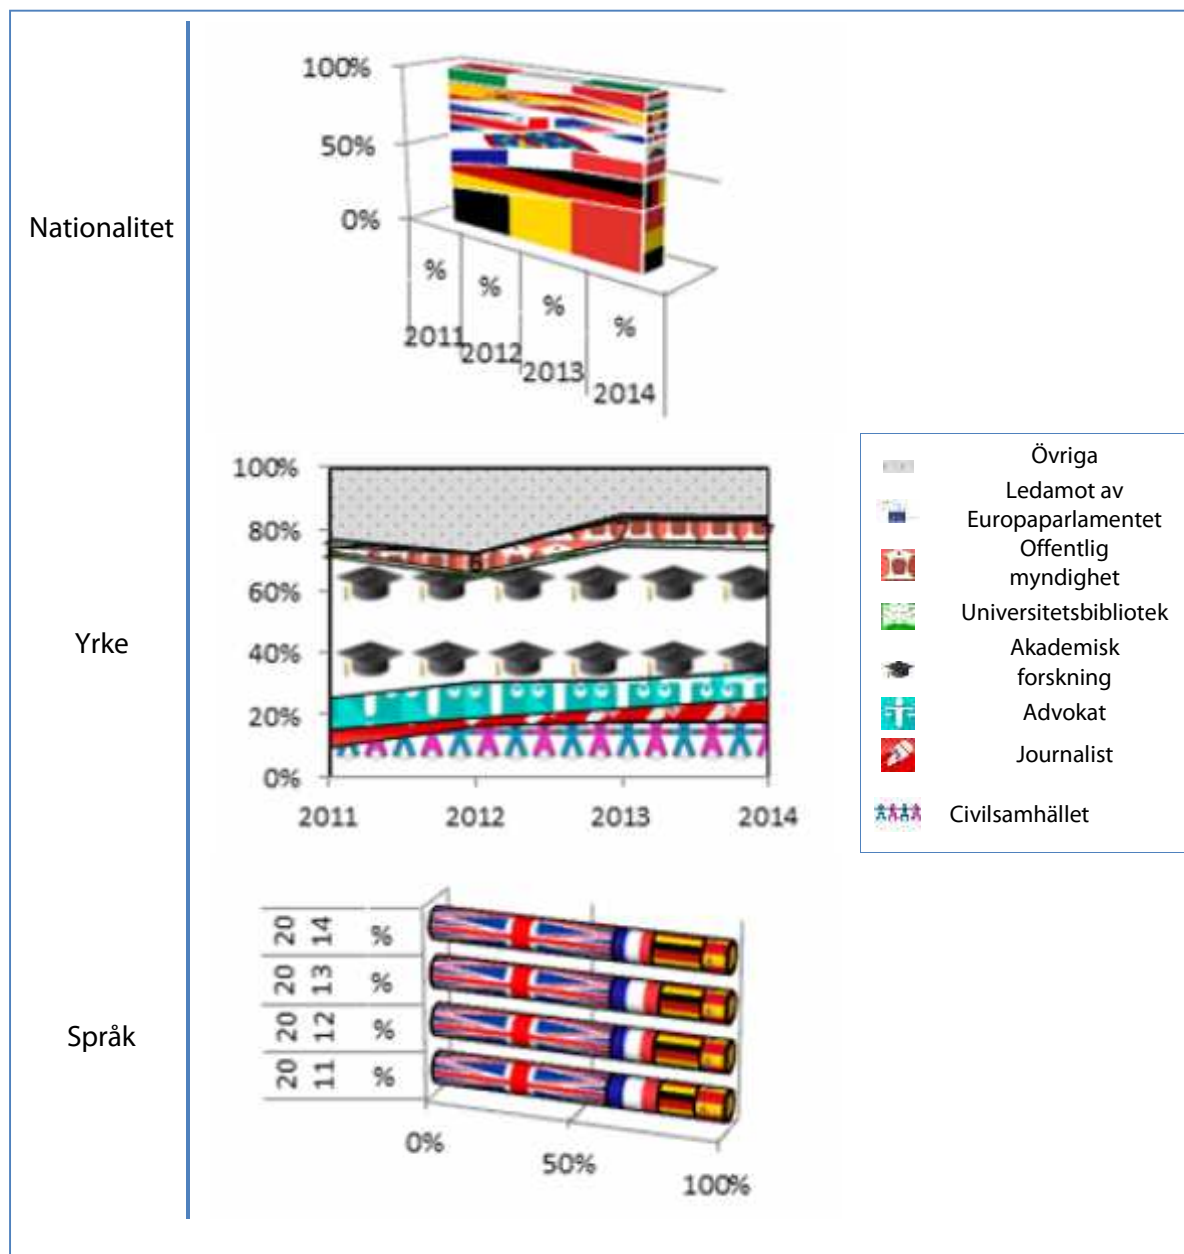 Nationalitet
100%
50%
0%
%
%
%
%
2011
2012
2013
2014
Yrke
100%
80%
60%
40%
20%
0%
2011
2012
2013
2014
Övriga
Ledamot av
Europaparlamentet
Offentlig
myndighet
Universitetsbibliotek
Akademisk
forskning
Advokat
Journalist
Civilsamhället
Språk
20
14
%
20
13
%
20
12
%
20
11
%
0%
50%
100%